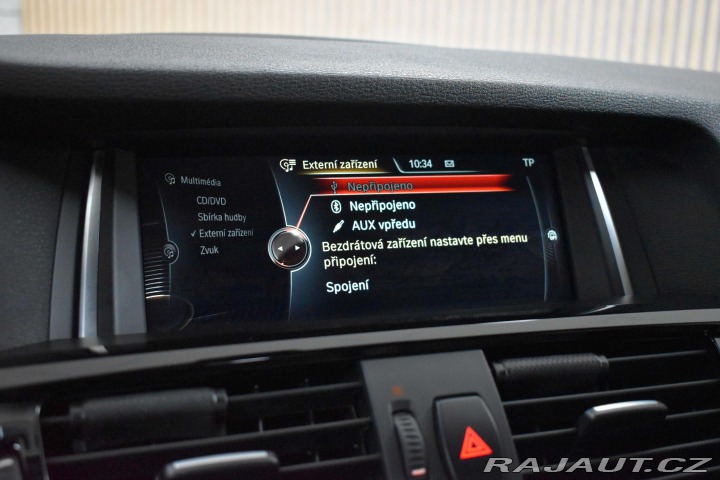 Externí zařízení
10:34
TP
Multimédia
CD/DVD
Sbírka hudby
Externí zařízení
Zvuk
Nepřipojeno
Nepřipojeno
AUX vpředu
Bezdrátová zařízení nastavte přes menu
připojení:
Spojení
RAJAUT.CZ